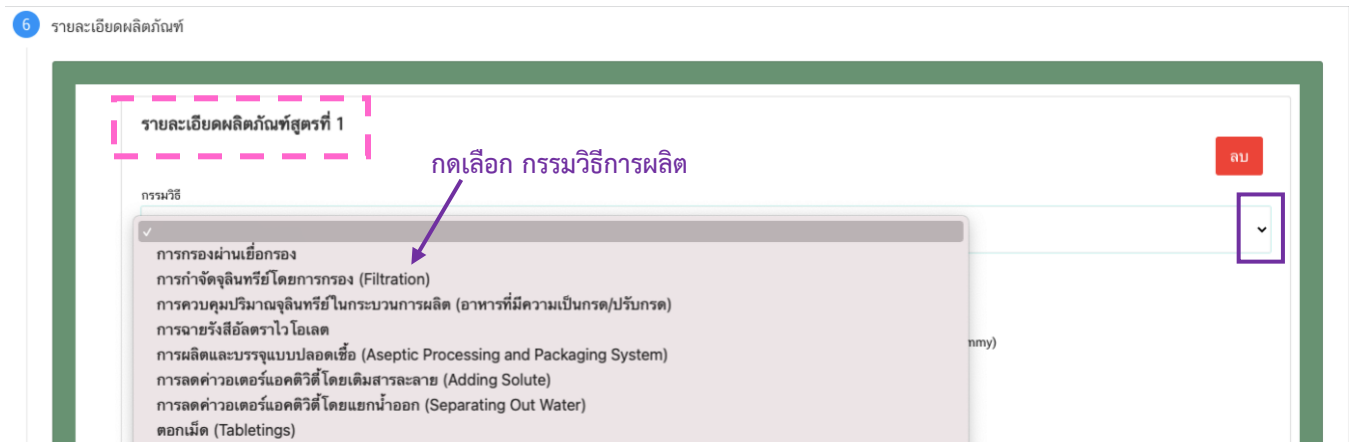 6 รายละเอียดผลิตภัณฑ์
รายละเอียดผลิตภัณฑ์สูตรที่ 1
กดเลือก กรรมวิธีการผลิต
ลบ
กรรมวิธี
การกรองผ่านเยื่อกรอง
การกำจัดจุลินทรีย์โดยการกรอง (Filtration)
การควบคุมปริมาณจุลินทรีย์ในกระบวนการผลิต (อาหารที่มีความเป็นกรด/ปรับกรด)
การฉายรังสีอัลตราไวโอเลต
การผลิตและบรรจุแบบปลอดเชื้อ (Aseptic Processing and Packaging System)
mmy)
การลดค่าวอเตอร์แอคติวิตี้โดยเติมสารละลาย (Adding Solute)
การลดค่าวอเตอร์แอคติวิตี้โดยแยกน้ำออก (Separating Out Water)
ตอกเม็ด (Tabletings)